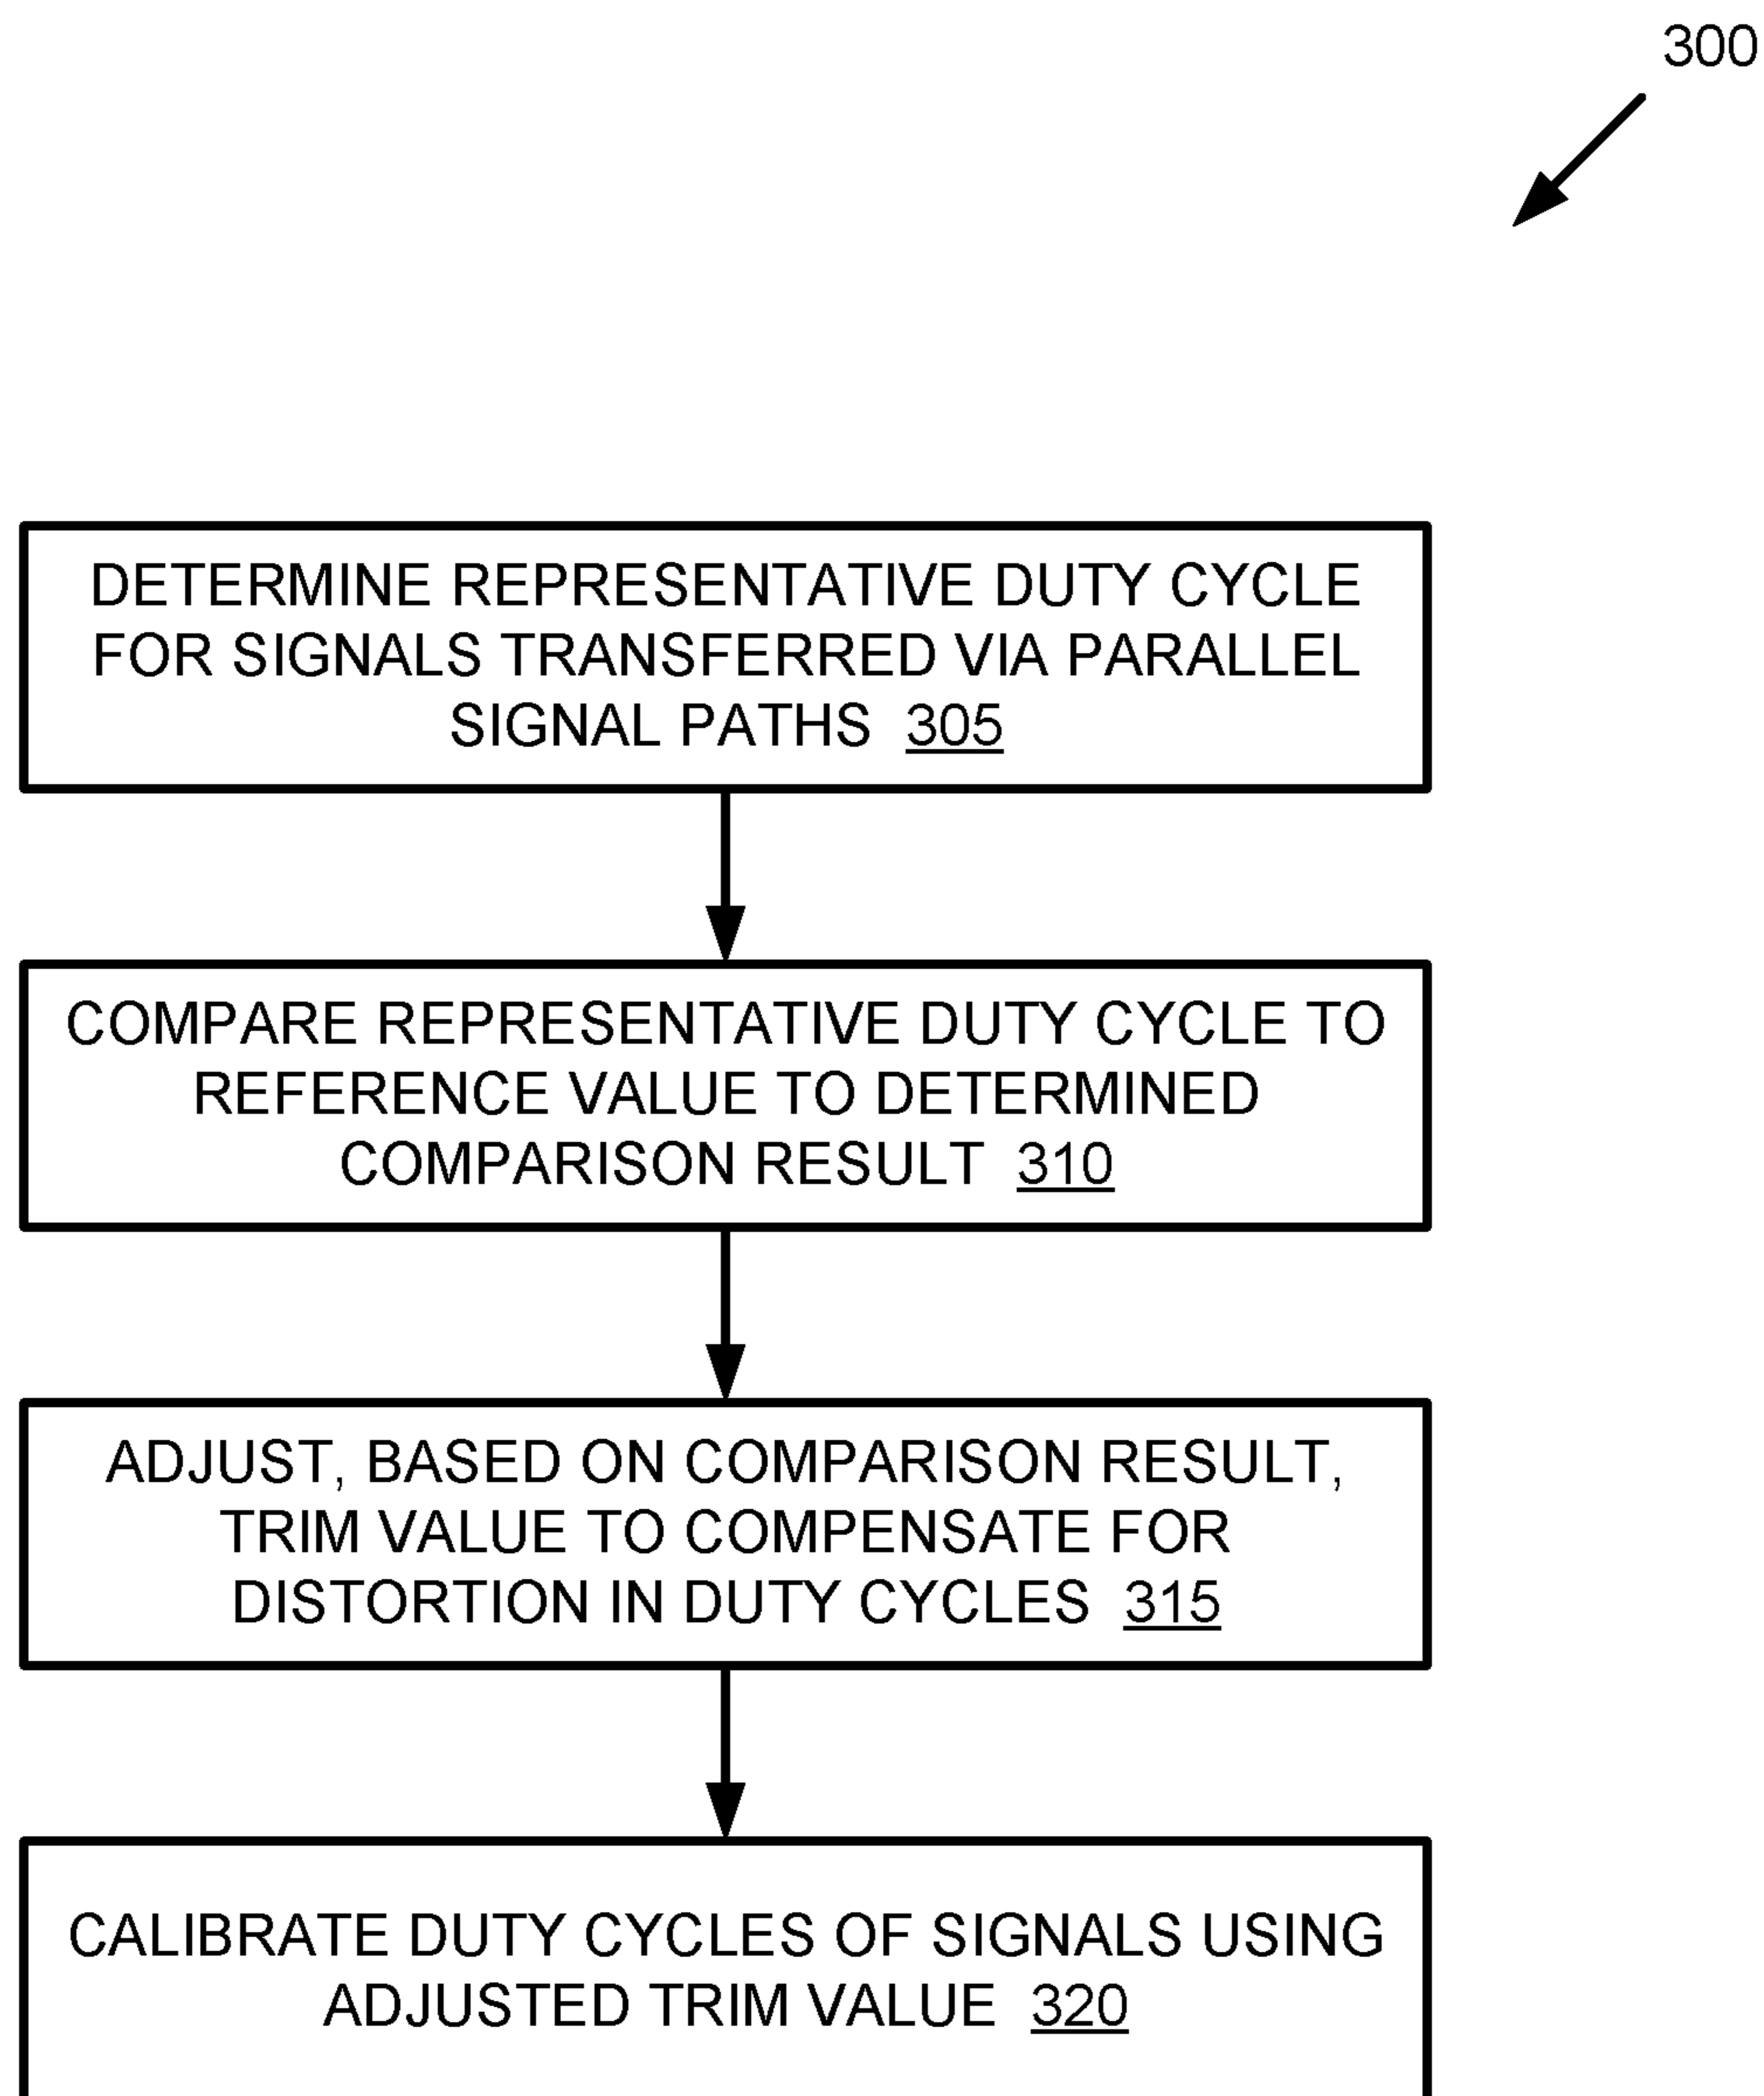 300
DETERMINE REPRESENTATIVE DUTY CYCLE
FOR SIGNALS TRANSFERRED VIA PARALLEL
SIGNAL PATHS 305
COMPARE REPRESENTATIVE DUTY CYCLE TO
REFERENCE VALUE TO DETERMINED
COMPARISON RESULT 310
ADJUST, BASED ON COMPARISON RESULT,
TRIM VALUE TO COMPENSATE FOR
DISTORTION IN DUTY CYCLES 315
CALIBRATE DUTY CYCLES OF SIGNALS USING
ADJUSTED TRIM VALUE 320